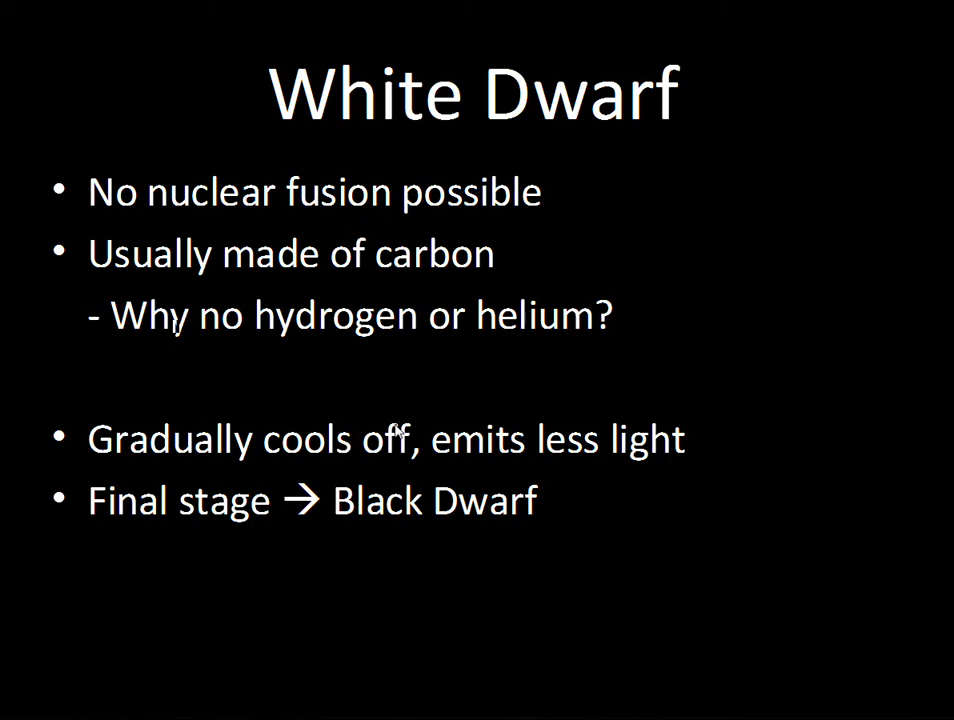 White Dwarf
• No nuclear fusion possible
• Usually made of carbon
- Why no hydrogen or helium?
• Gradually cools off, emits less light
• Final stage → Black Dwarf